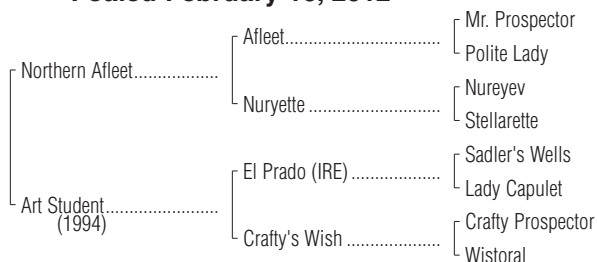 Foaled February 18, 2012
Mr. Prospector
Afleet
Polite Lady
Northern Afleet
Nureyev
Nuryette
Stellarette
Sadler's Wells
El Prado (IRE)
Lady Capulet
Art Student
(1994)
Crafty Prospector
Crafty's Wish
Wistoral